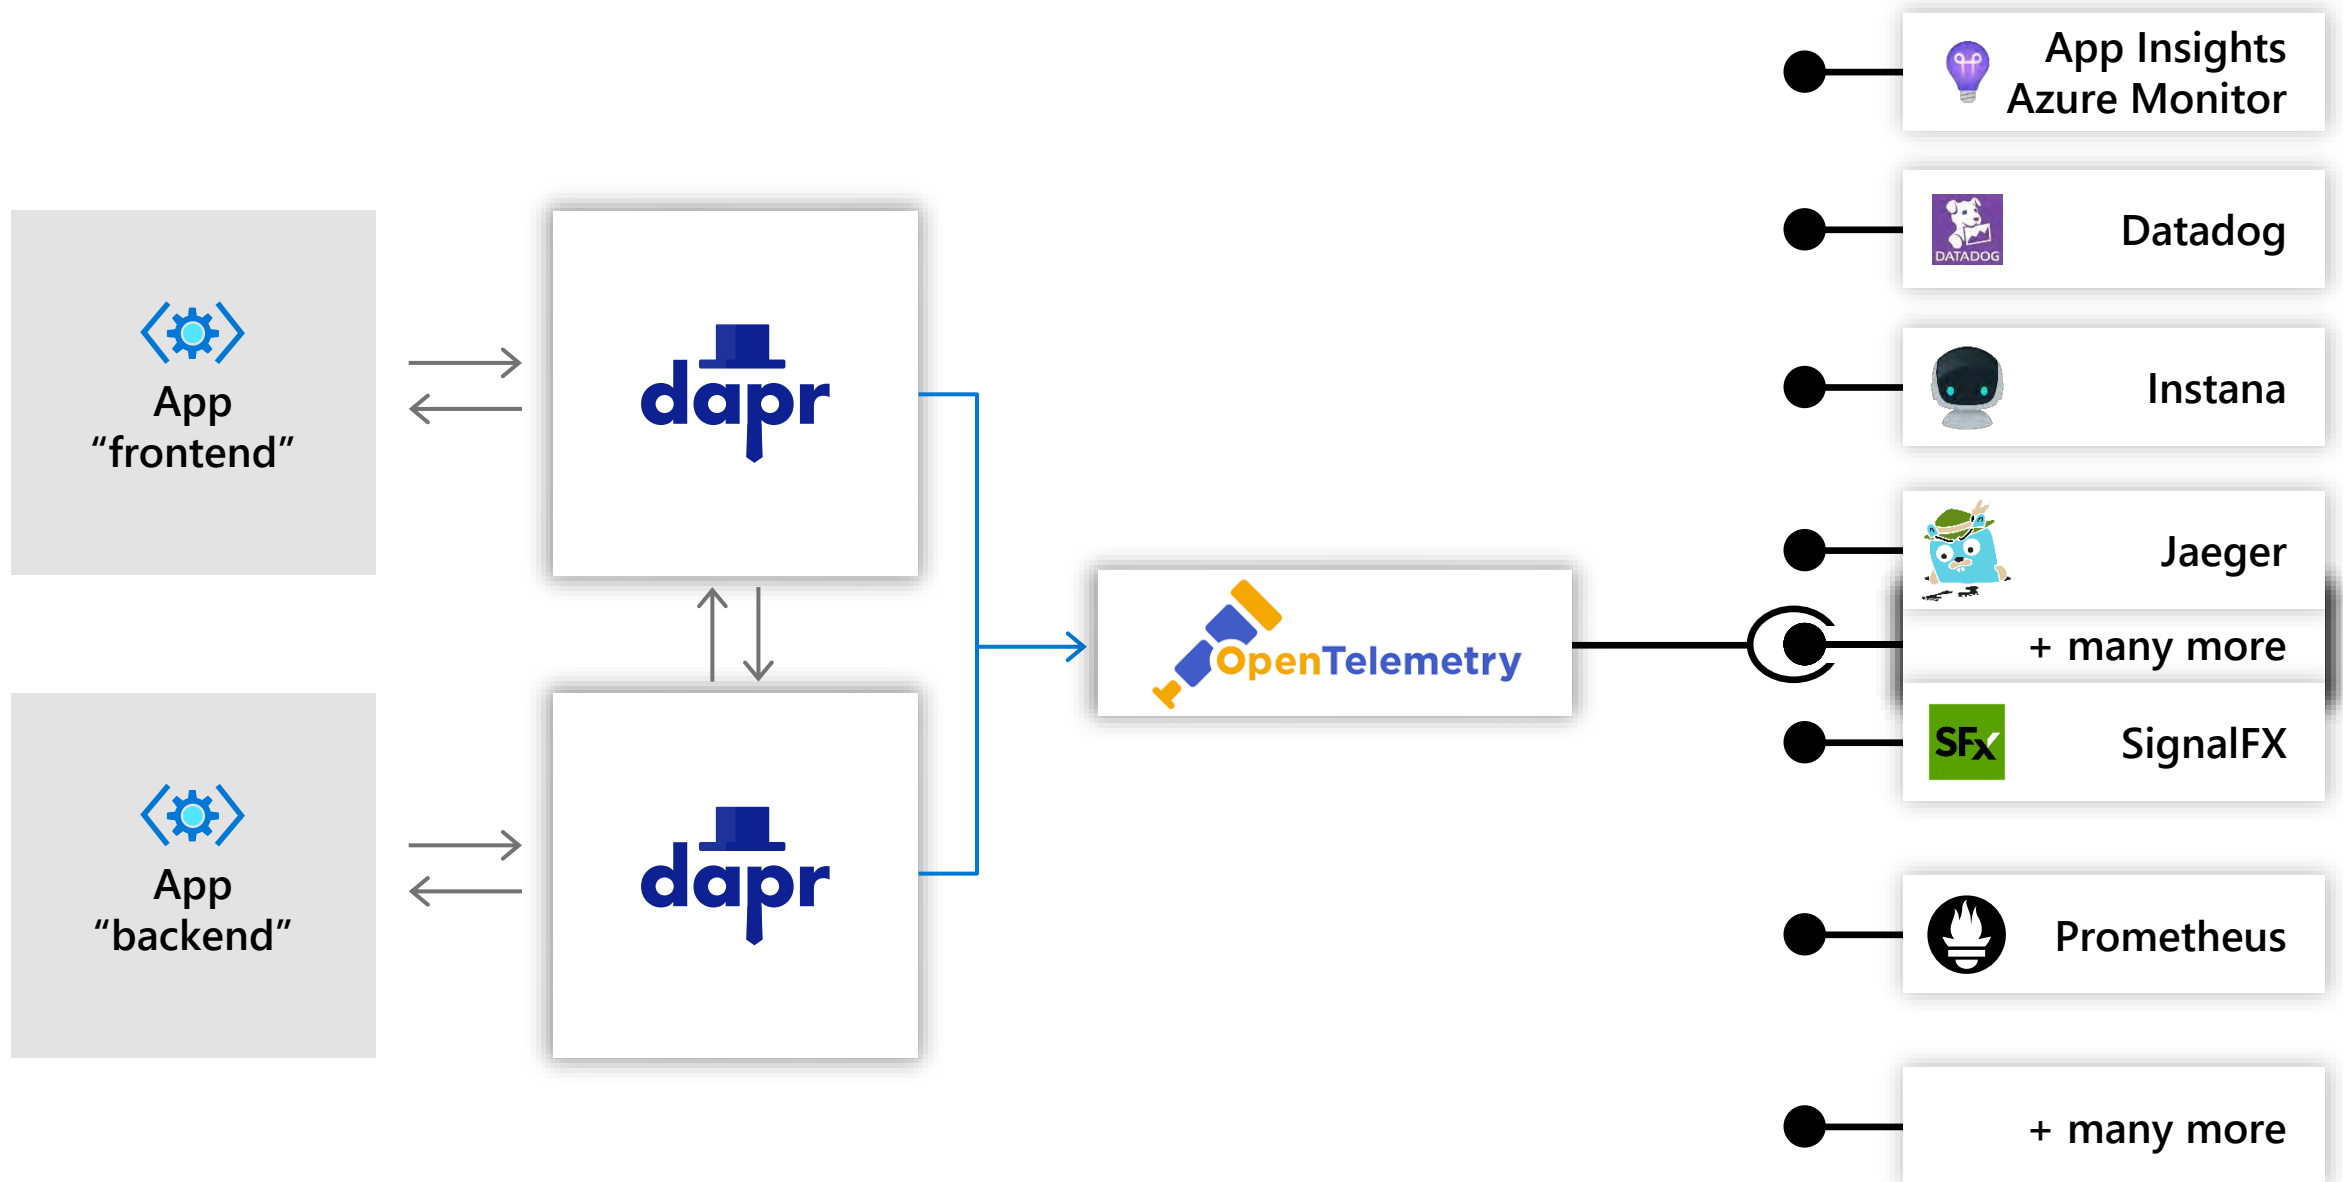 App
“frontend”
dapr
App
“backend”
dapr
OpenTelemetry
App Insights
Azure Monitor
DATADOG
Datadog
Instana
Jaeger
+ many more
SFx
SignalFX
Prometheus
+ many more